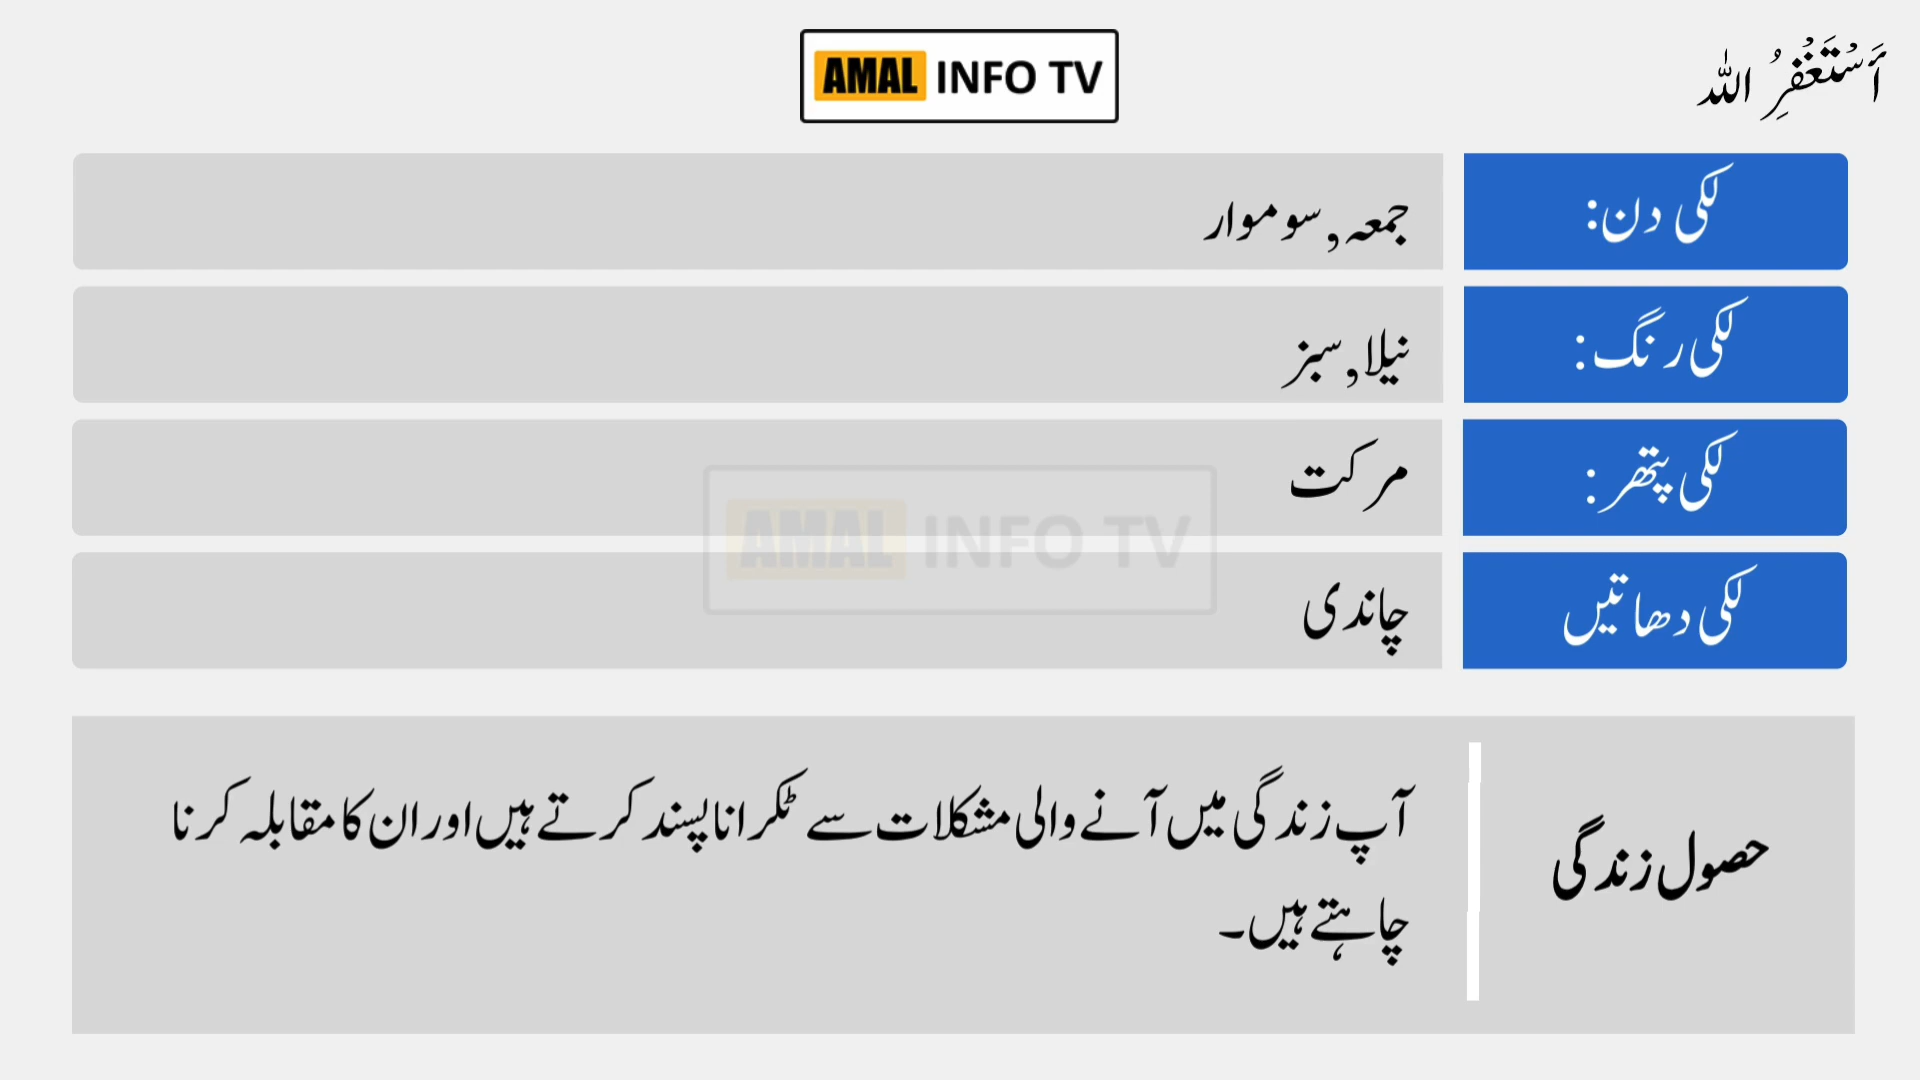 AMAL INFO TV
أَسْتَغْفِرُ اللہ
لکی دن: جمعہ,سوموار
لکی رنگ: نیلا,سبز
لکی پتھر: مرکت
AMAL INFO TV
لکی دھاتیں چاندی
حصول زندگی
آپ زندگی میں آنے والی مشکلات سے ٹکرانا پسند کرتے ہیں اور ان کا مقابلہ کرنا
چاہتے ہیں۔